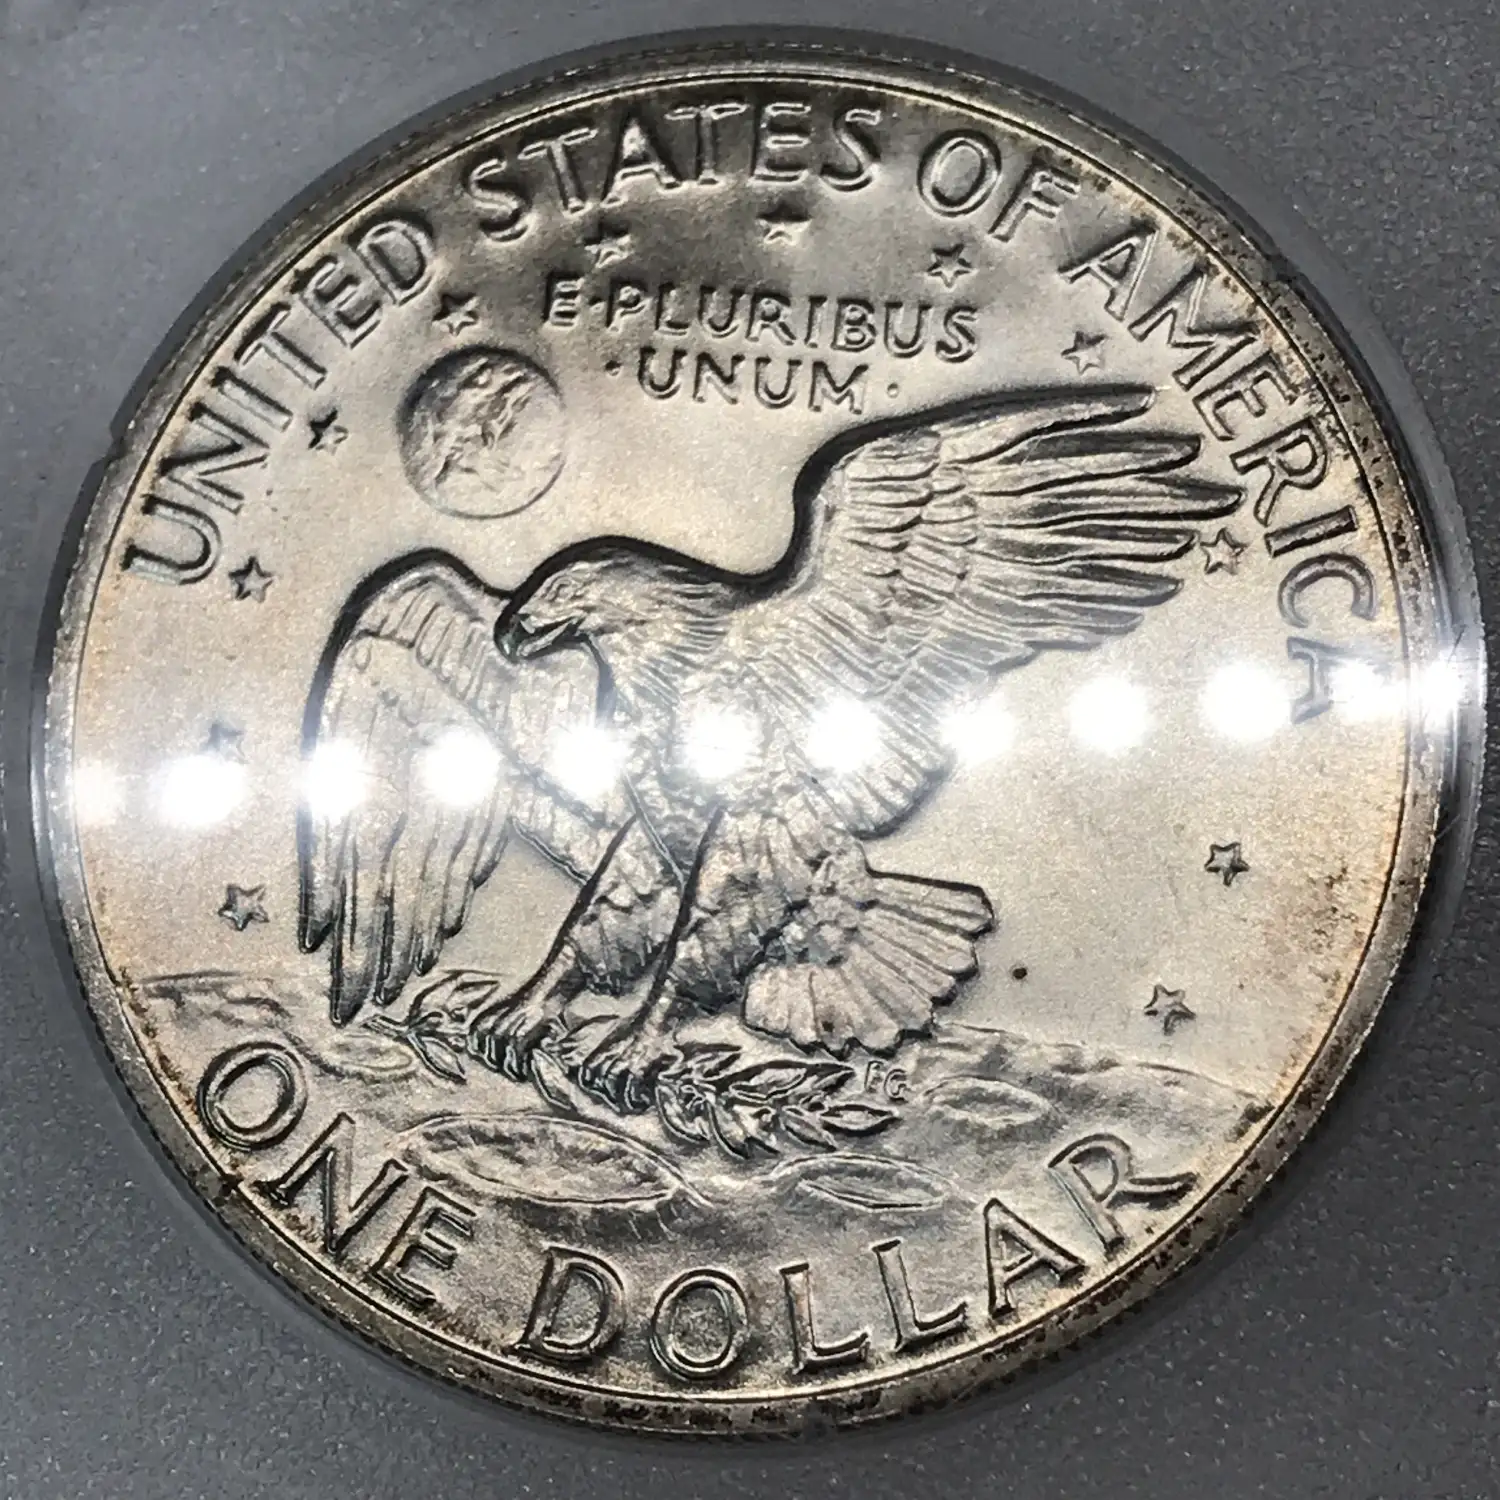 UNITED STATES OF AMERICA
E·PLURIBUS
·UNUM·
FG
ONE DOLLAR